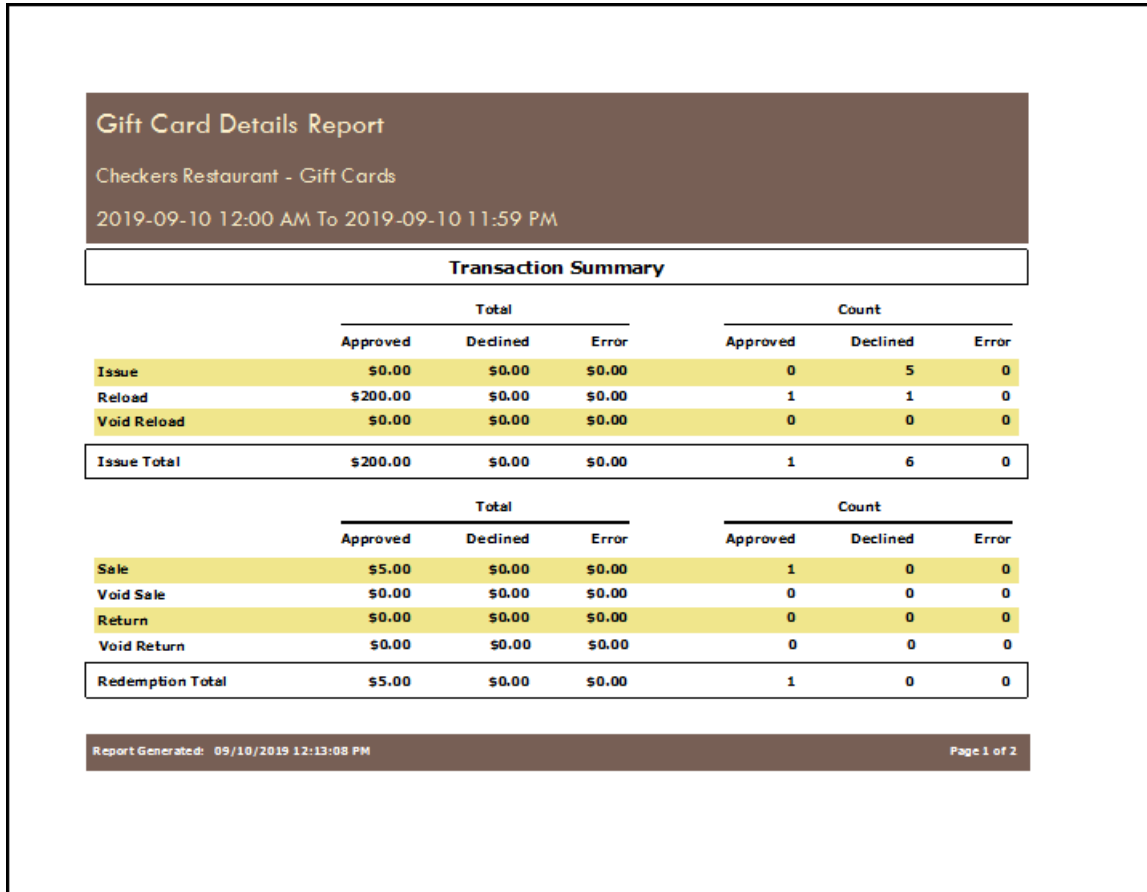 Gift Card Details Report
Checkers Restaurant - Gift Cards
2019-09-10 12:00 AM To 2019-09-10 11:59 PM
Transaction Summary
Total Count
Approved Declined Error Approved Declined Error
Issue $0.00 $0.00 $0.00 0 5 0
Reload $200.00 $0.00 $0.00 1 1 0
Void Reload $0.00 $0.00 $0.00 0 0 0
Issue Total $200.00 $0.00 $0.00 1 6 0
Total Count
Approved Declined Error Approved Declined Error
Sale $5.00 $0.00 $0.00 1 0 0
Void Sale $0.00 $0.00 $0.00 0 0 0
Return $0.00 $0.00 $0.00 0 0 0
Void Return $0.00 $0.00 $0.00 0 0 0
Redemption Total $5.00 $0.00 $0.00 1 0 0
Report Generated: 09/10/2019 12:13:08 PM Page 1 of 2